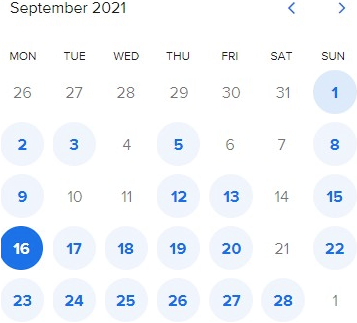 September 2021
MON TUE WED THU FRI SAT SUN
26 27 28 29 30 31 1
2 3 4 5 6 7 8
9 10 11 12 13 14 15
16 17 18 19 20 21 22
23 24 25 26 27 28 1